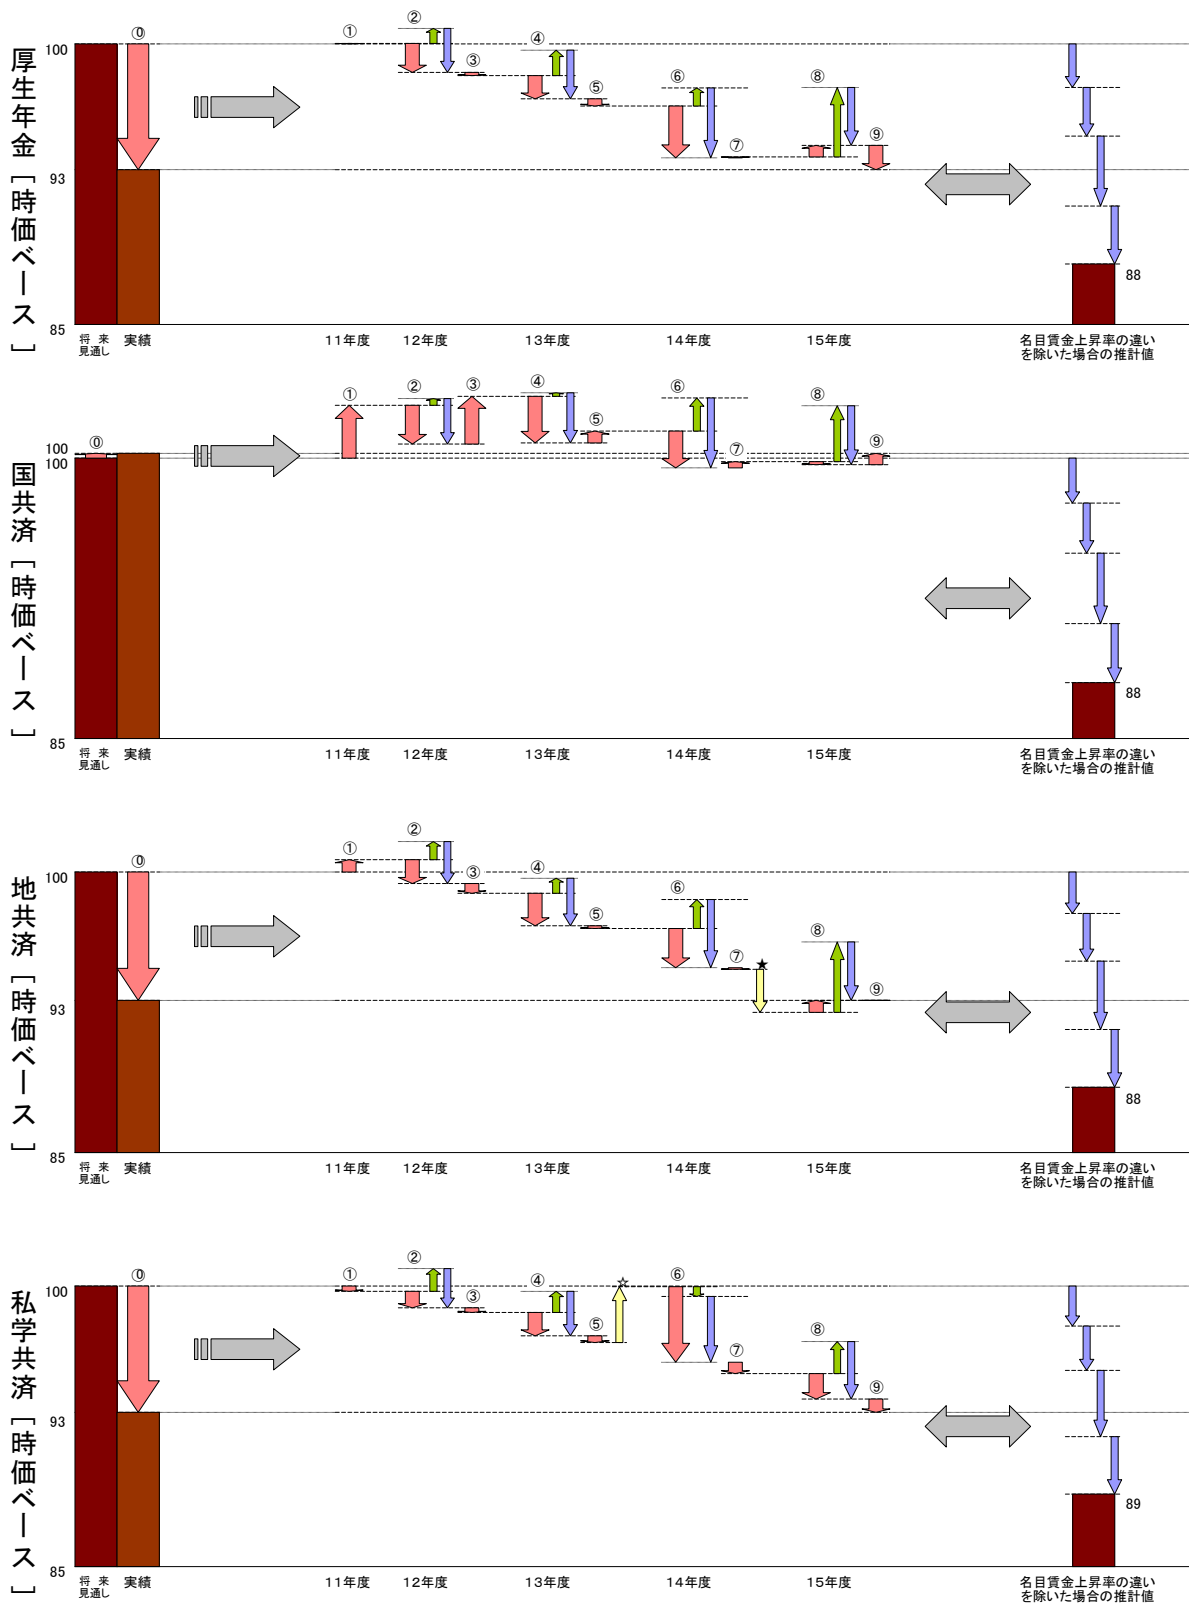 厚生年金［時価ベース］
100
93
85
⓪
①
②
③
④
⑤
⑥
⑦
⑧
⑨
88
将　来
見通し
実績
11年度
12年度
13年度
14年度
15年度
名目賃金上昇率の違い
を除いた場合の推計値
国共済［時価ベース］
100
100
85
⓪
①
②
③
④
⑤
⑥
⑦
⑧
⑨
88
将　来
見通し
実績
11年度
12年度
13年度
14年度
15年度
名目賃金上昇率の違い
を除いた場合の推計値
地共済［時価ベース］
100
93
85
⓪
①
②
③
④
⑤
⑥
⑦
★
⑧
⑨
88
将　来
見通し
実績
11年度
12年度
13年度
14年度
15年度
名目賃金上昇率の違い
を除いた場合の推計値
私学共済［時価ベース］
100
93
85
⓪
①
②
③
④
⑤
☆
⑥
⑦
⑧
⑨
89
将　来
見通し
実績
11年度
12年度
13年度
14年度
15年度
名目賃金上昇率の違い
を除いた場合の推計値